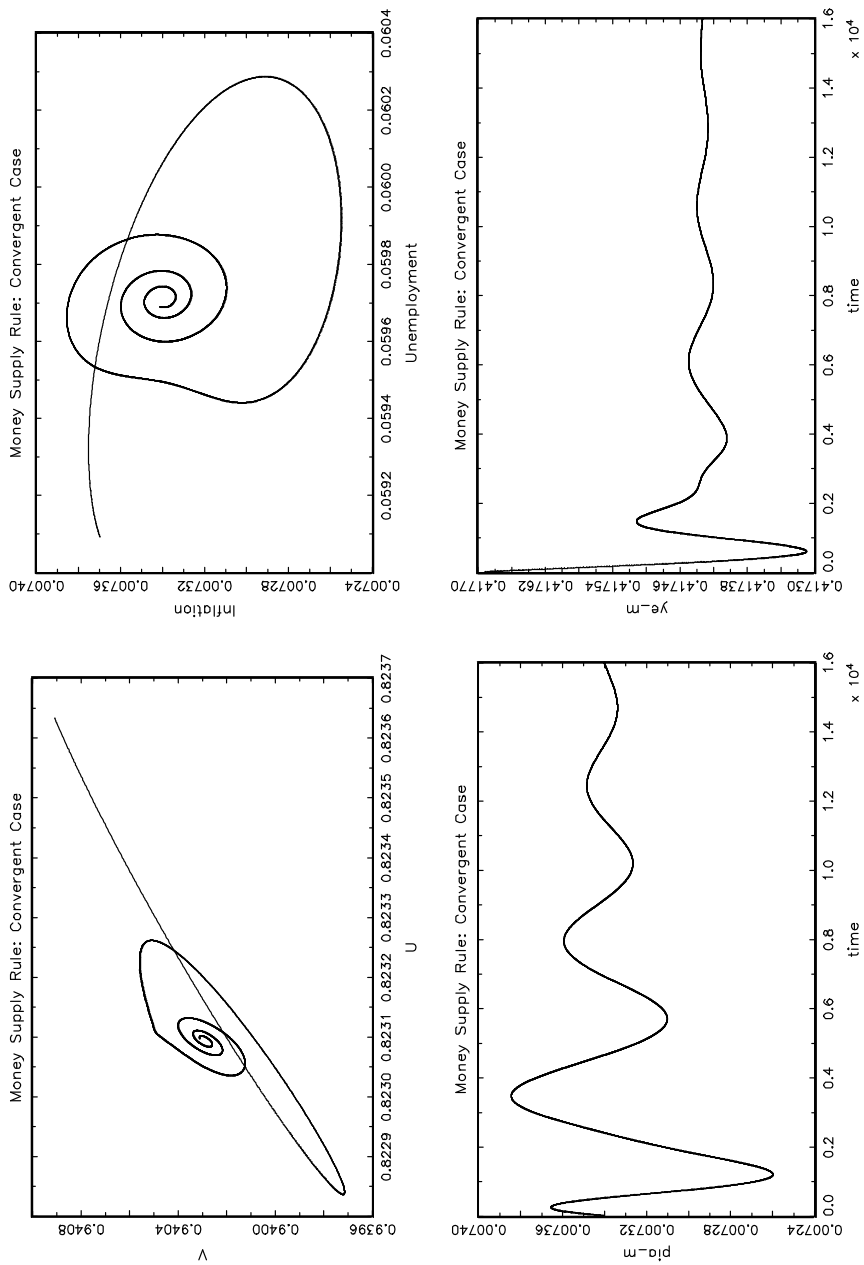 Money Supply Rule: Convergent Case
V
0.9408
0.9404
0.9400
0.9396
0.8229 0.8230 0.8231 0.8232 0.8233 0.8234 0.8235 0.8236 0.8237
U
Money Supply Rule: Convergent Case
Inflation
0.00740
0.00736
0.00732
0.00728
0.00724
0.0592 0.0594 0.0596 0.0598 0.0600 0.0602 0.0604
Unemployment
Money Supply Rule: Convergent Case
pia_m
0.00740
0.00736
0.00732
0.00728
0.00724
0.0 0.2 0.4 0.6 0.8 1.0 1.2 1.4 1.6
time
x 10⁴
Money Supply Rule: Convergent Case
ye_m
0.41770
0.41762
0.41754
0.41746
0.41738
0.41730
0.0 0.2 0.4 0.6 0.8 1.0 1.2 1.4 1.6
time
x 10⁴